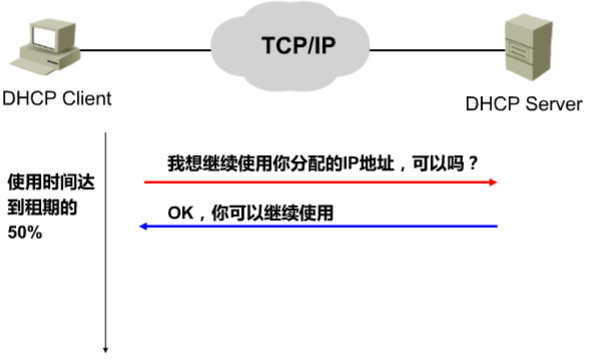 TCP/IP
DHCP Client
DHCP Server
我想继续使用你分配的IP地址，可以吗？
使用时间达
到租期的
50%
OK，你可以继续使用